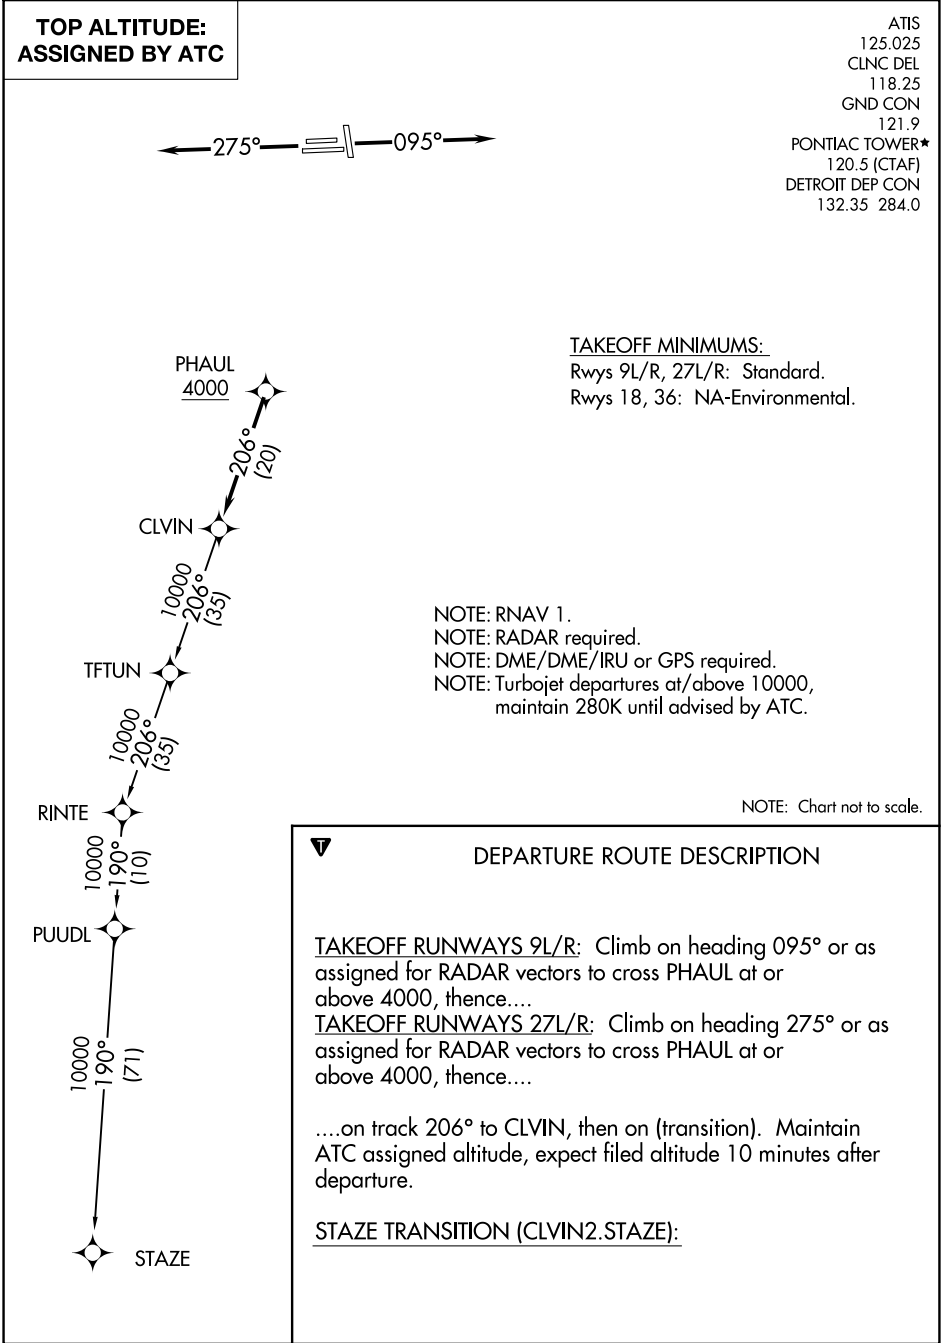 TOP ALTITUDE:
ASSIGNED BY ATC
ATIS
125.025
CLNC DEL
118.25
GND CON
121.9
PONTIAC TOWER★
120.5 (CTAF)
DETROIT DEP CON
132.35 284.0
275°
095°
TAKEOFF MINIMUMS:
Rwys 9L/R, 27L/R: Standard.
Rwys 18, 36: NA-Environmental.
PHAUL
4000
206°
(20)
CLVIN
10000
206°
(35)
TFTUN
10000
206°
(35)
RINTE
10000
190°
(10)
PUUDL
10000
190°
(71)
STAZE
NOTE: RNAV 1.
NOTE: RADAR required.
NOTE: DME/DME/IRU or GPS required.
NOTE: Turbojet departures at/above 10000,
maintain 280K until advised by ATC.
NOTE: Chart not to scale.
T
DEPARTURE ROUTE DESCRIPTION
TAKEOFF RUNWAYS 9L/R: Climb on heading 095° or as
assigned for RADAR vectors to cross PHAUL at or
above 4000, thence....
TAKEOFF RUNWAYS 27L/R: Climb on heading 275° or as
assigned for RADAR vectors to cross PHAUL at or
above 4000, thence....
....on track 206° to CLVIN, then on (transition). Maintain
ATC assigned altitude, expect filed altitude 10 minutes after
departure.
STAZE TRANSITION (CLVIN2.STAZE):